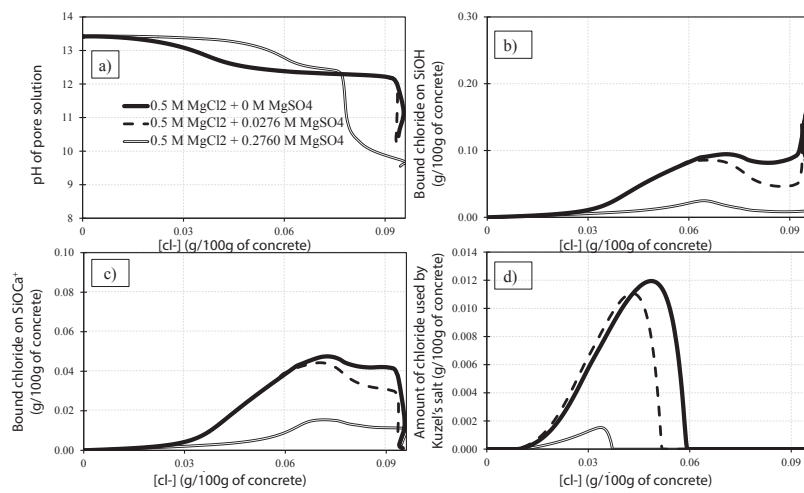 14
13
12
11
10
9
8
pH of pore solution
a)
0.5 M MgCl2 + 0 M MgSO4
0.5 M MgCl2 + 0.0276 M MgSO4
0.5 M MgCl2 + 0.2760 M MgSO4
0
0.03
0.06
0.09
[cl-] (g/100g of concrete)
0.30
0.20
0.10
0.00
Bound chloride on SiOH
(g/100g of concrete)
b)
0
0.03
0.06
0.09
[cl-] (g/100g of concrete)
0.10
0.08
0.06
0.04
0.02
0.00
Bound chloride on SiOCa⁺
(g/100g of concrete)
c)
0
0.03
0.06
0.09
[cl-] (g/100g of concrete)
0.014
0.012
0.010
0.008
0.006
0.004
0.002
0.000
Amount of chloride used by
Kuzel's salt (g/100g of concrete)
d)
0
0.03
0.06
0.09
[cl-] (g/100g of concrete)